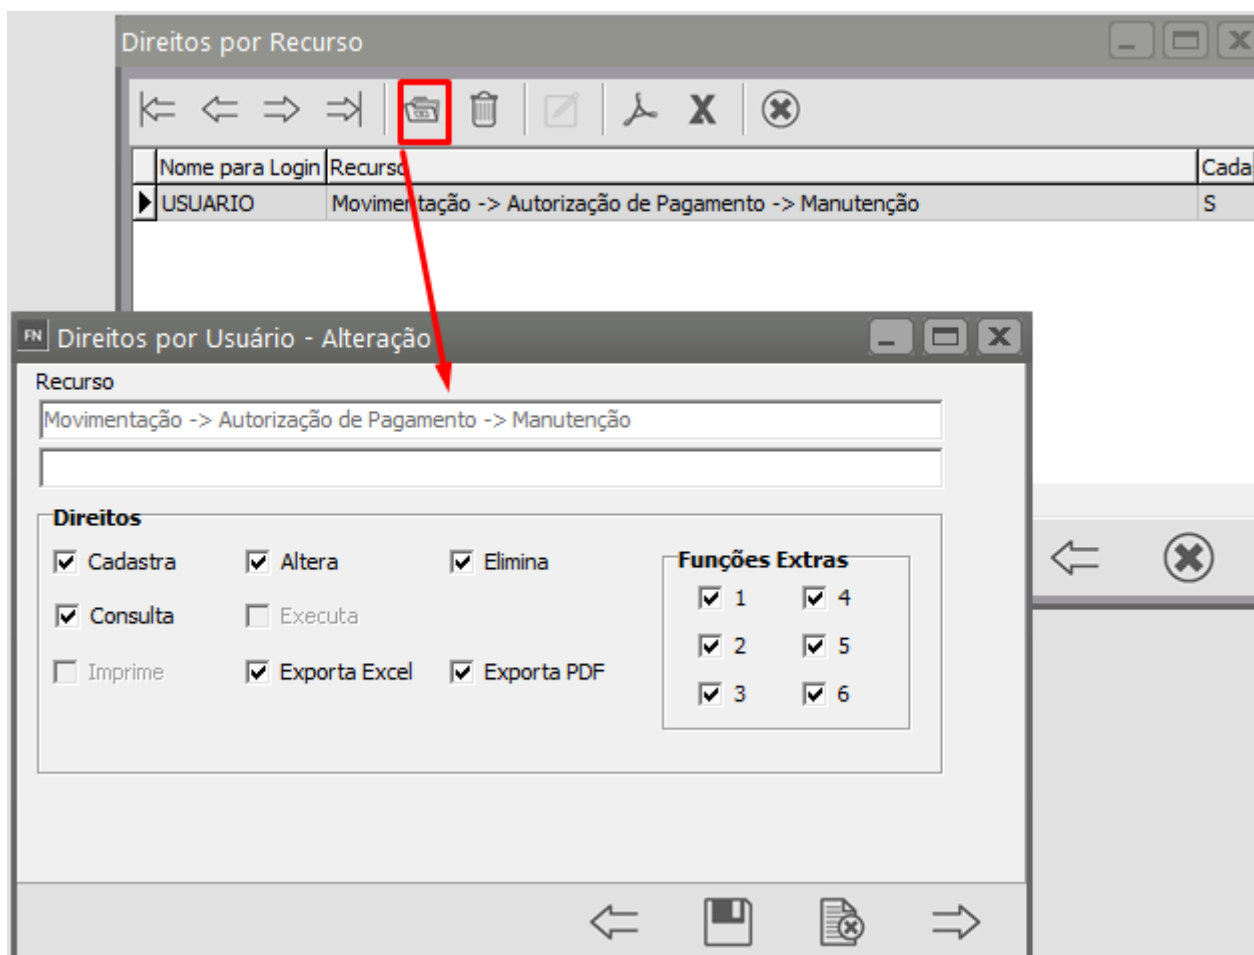 Direitos por Recurso
Nome para Login Recurso Cada
USUARIO Movimentação -> Autorização de Pagamento -> Manutenção S
FN Direitos por Usuário - Alteração
Recurso
Movimentação -> Autorização de Pagamento -> Manutenção
Direitos
Cadastra Altera Elimina
Consulta Executa
Imprime Exporta Excel Exporta PDF
Funções Extras
1 4
2 5
3 6